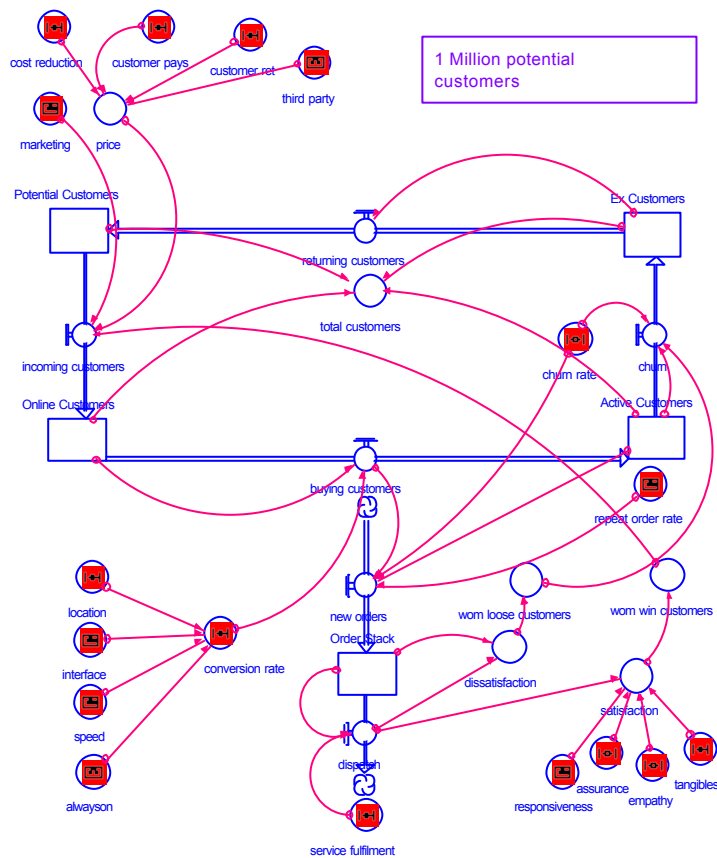 1 Million potential
customers
cost reduction
customer pays
customer ret
third party
marketing
price
Potential Customers
Ex Customers
returning customers
total customers
incoming customers
churn rate
churn
Online Customers
Active Customers
buying customers
repeat order rate
location
new orders
wom loose customers
wom win customers
Order Stack
interface
conversion rate
dissatisfaction
satisfaction
speed
dispatch
alwayson
responsiveness
assurance
empathy
tangibles
service fulfilment